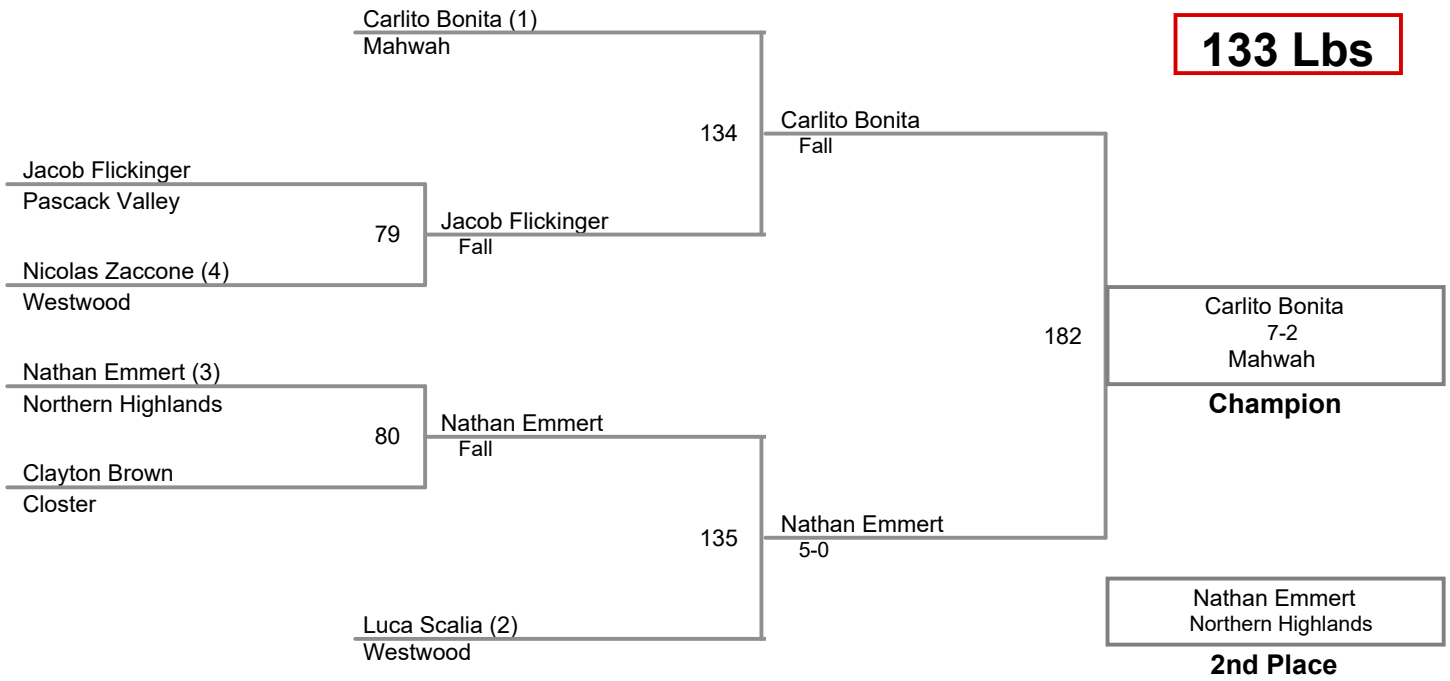 Carlito Bonita (1)
Mahwah
133 Lbs
134
Carlito Bonita
Fall
Jacob Flickinger
Pascack Valley
79
Jacob Flickinger
Fall
Nicolas Zaccone (4)
Westwood
182
Carlito Bonita
7-2
Mahwah
Champion
Nathan Emmert (3)
Northern Highlands
80
Nathan Emmert
Fall
Clayton Brown
Closter
135
Nathan Emmert
5-0
Luca Scalia (2)
Westwood
Nathan Emmert
Northern Highlands
2nd Place